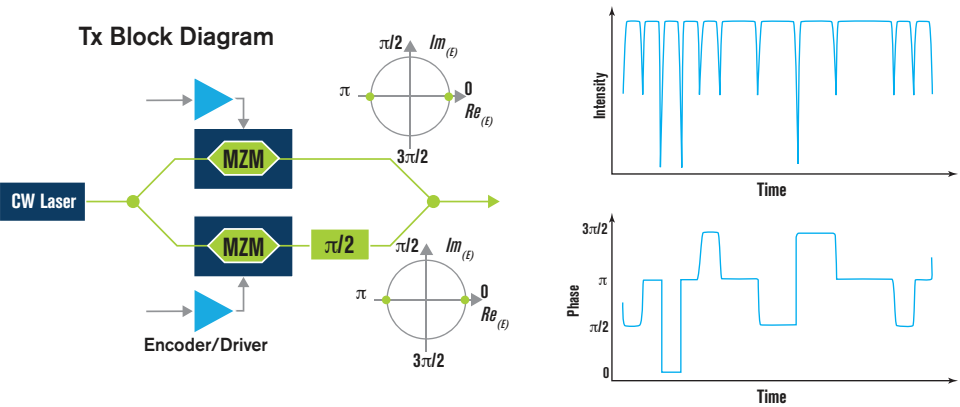 Tx Block Diagram
π/2
Im(E)
π
0
Re(E)
3π/2
MZM
CW Laser
MZM
π/2
π/2
Im(E)
π
0
Re(E)
3π/2
Encoder/Driver
Intensity
Time
3π/2
π
Phase
π/2
0
Time